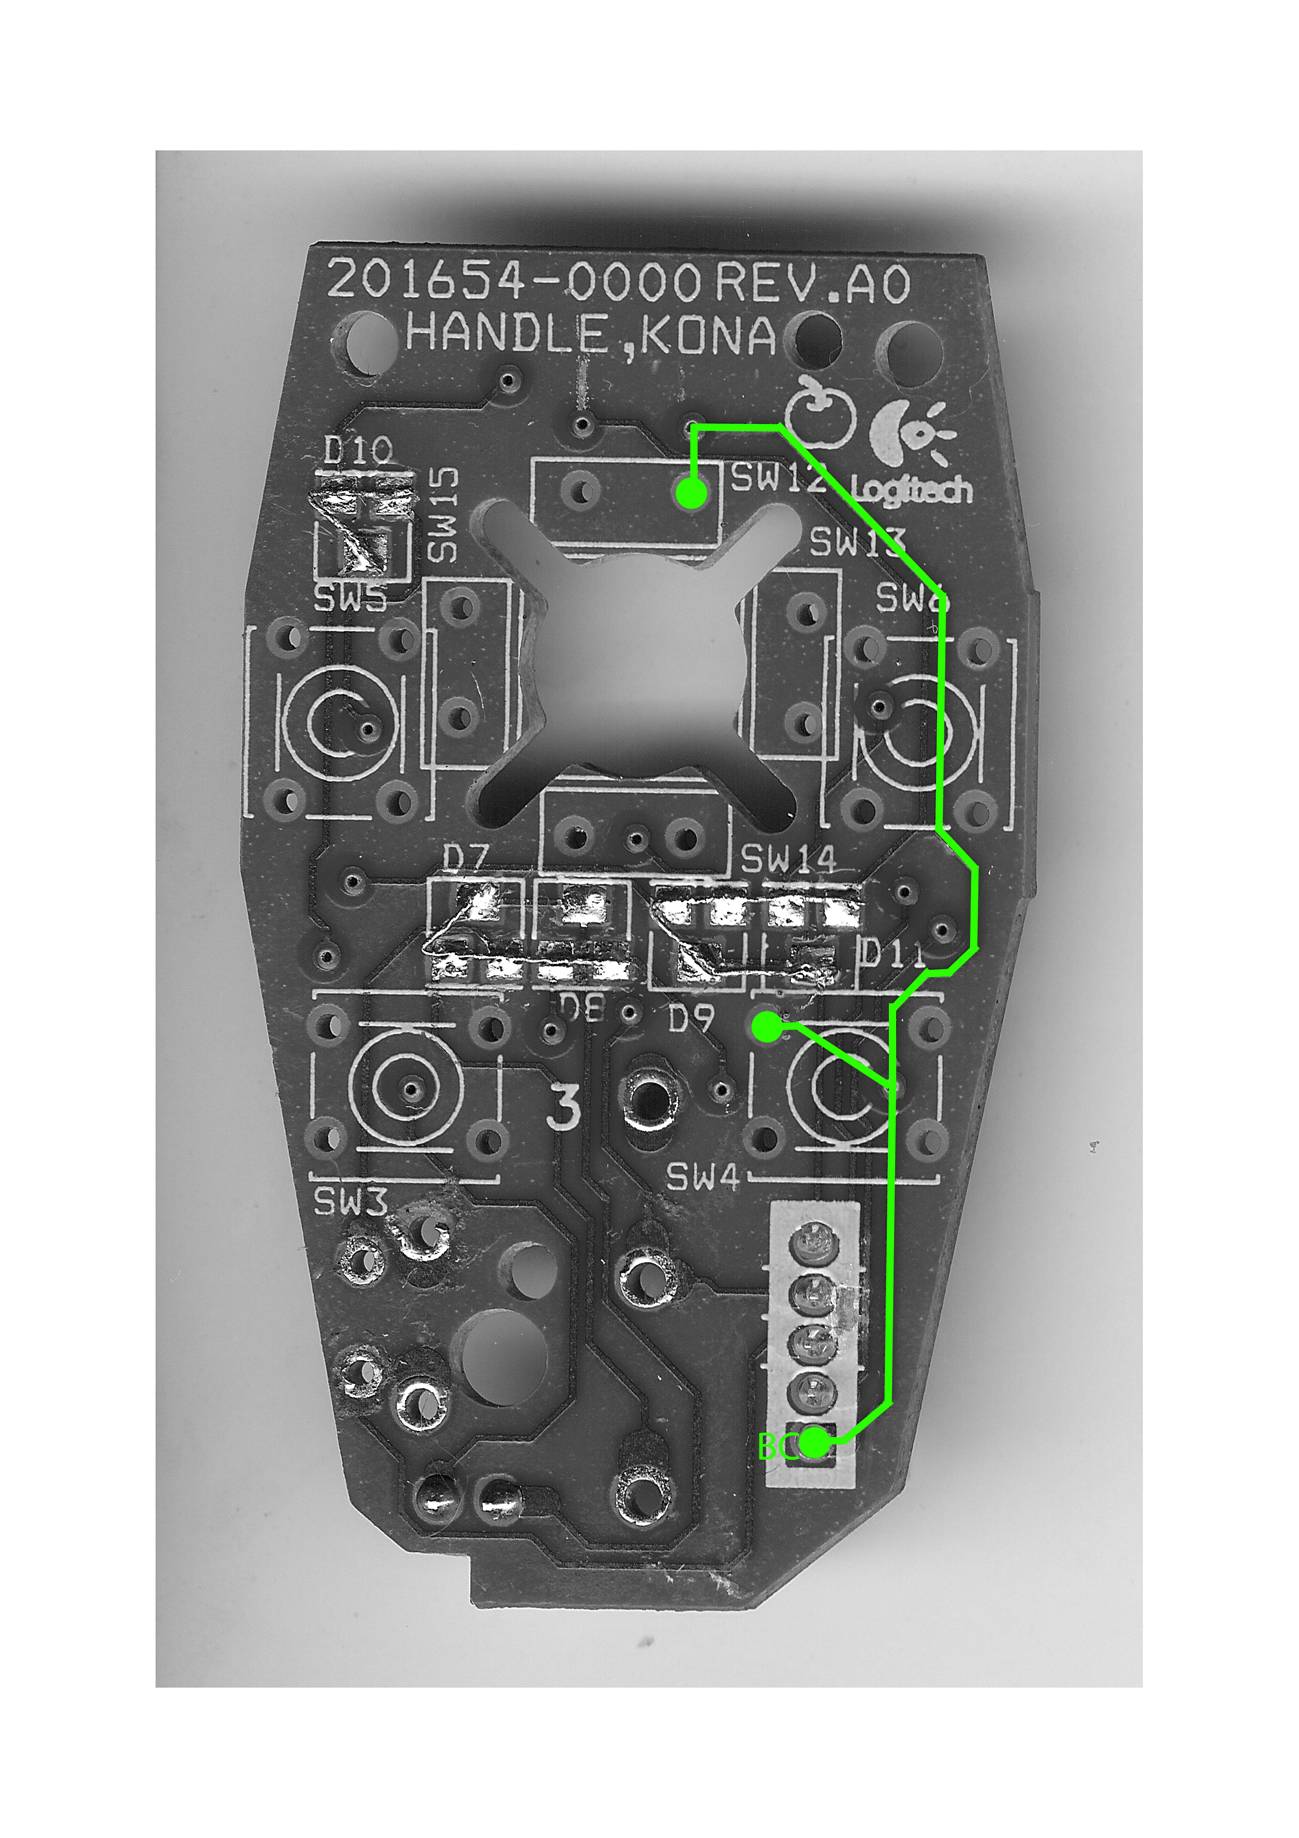 201654-0000 REV.A0
HANDLE,KONA
D10
SW15
SW12
Logitech
SW13
SW5
SW6
D7
SW14
D11
D8
D9
3
SW4
SW3
BC